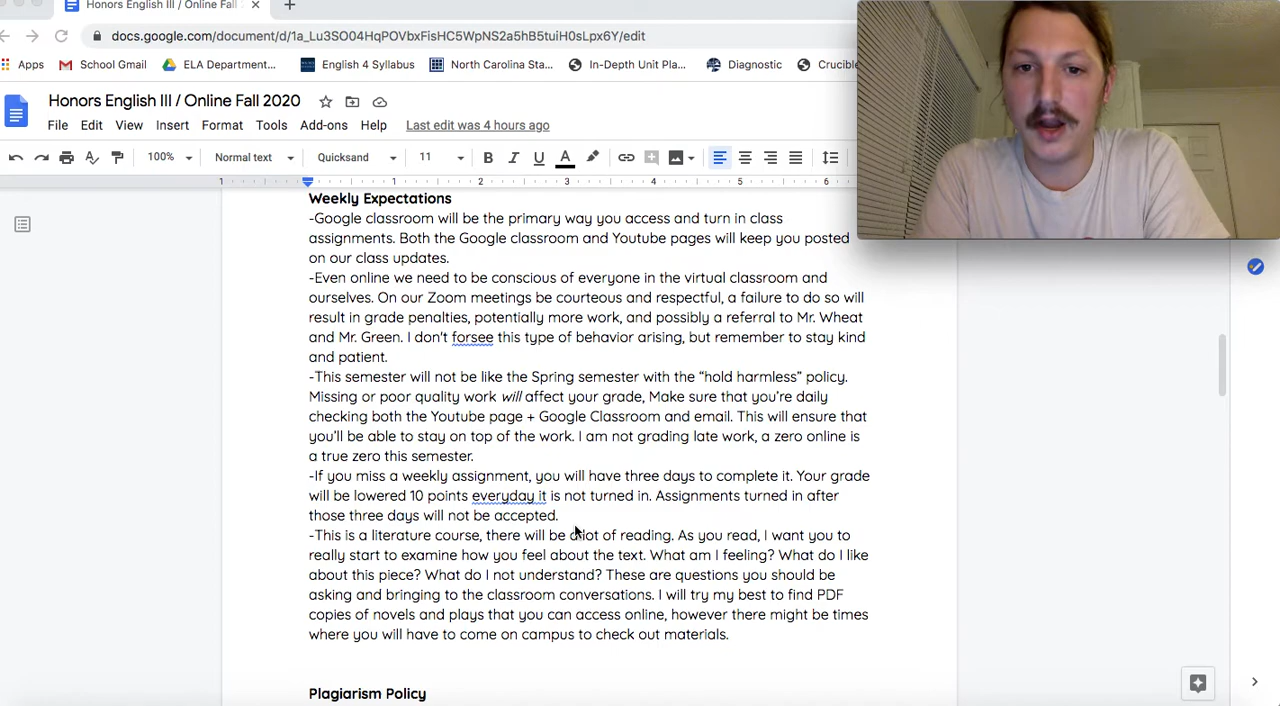 Honors English III / Online Fall
docs.google.com/document/d/1a_Lu3SO04HqPOVbxFisHC5WpNS2a5hB5tuiH0sLpx6Y/edit
Apps School Gmail ELA Department... English 4 Syllabus North Carolina Sta... In-Depth Unit Pla... Diagnostic Crucible
Honors English III / Online Fall 2020
File Edit View Insert Format Tools Add-ons Help Last edit was 4 hours ago
100% Normal text Quicksand 11 B I U A
1 1 2 3 4 5 6
Weekly Expectations
-Google classroom will be the primary way you access and turn in class
assignments. Both the Google classroom and Youtube pages will keep you posted
on our class updates.
-Even online we need to be conscious of everyone in the virtual classroom and
ourselves. On our Zoom meetings be courteous and respectful, a failure to do so will
result in grade penalties, potentially more work, and possibly a referral to Mr. Wheat
and Mr. Green. I don't forsee this type of behavior arising, but remember to stay kind
and patient.
-This semester will not be like the Spring semester with the “hold harmless” policy.
Missing or poor quality work will affect your grade, Make sure that you’re daily
checking both the Youtube page + Google Classroom and email. This will ensure that
you’ll be able to stay on top of the work. I am not grading late work, a zero online is
a true zero this semester.
-If you miss a weekly assignment, you will have three days to complete it. Your grade
will be lowered 10 points everyday it is not turned in. Assignments turned in after
those three days will not be accepted.
-This is a literature course, there will be alot of reading. As you read, I want you to
really start to examine how you feel about the text. What am I feeling? What do I like
about this piece? What do I not understand? These are questions you should be
asking and bringing to the classroom conversations. I will try my best to find PDF
copies of novels and plays that you can access online, however there might be times
where you will have to come on campus to check out materials.
Plagiarism Policy